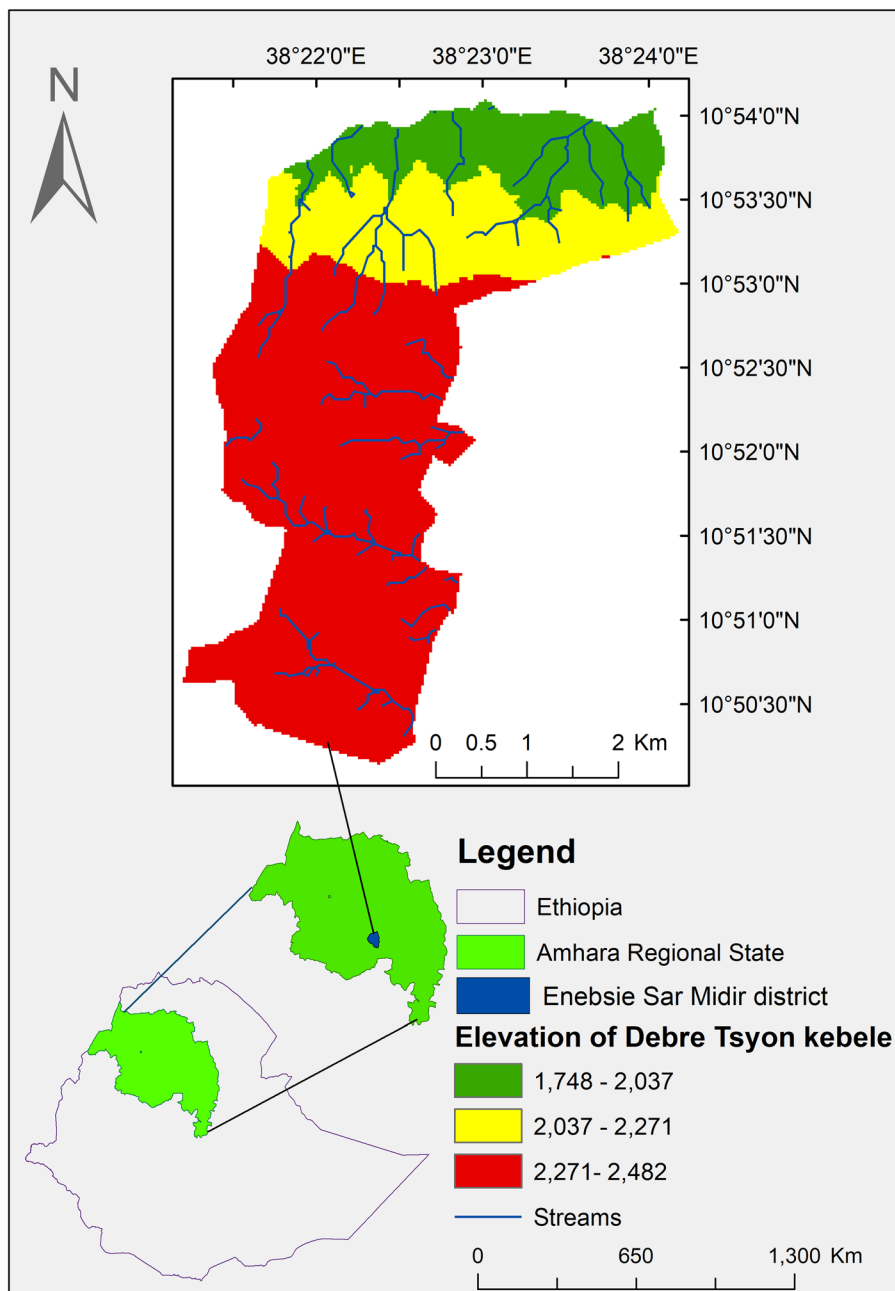 N
38°22'0"E 38°23'0"E 38°24'0"E
10°54'0"N
10°53'30"N
10°53'0"N
10°52'30"N
10°52'0"N
10°51'30"N
10°51'0"N
10°50'30"N
0 0.5 1 2 Km
Legend
Ethiopia
Amhara Regional State
Enebsie Sar Midir district
Elevation of Debre Tsyon kebele
1,748 - 2,037
2,037 - 2,271
2,271- 2,482
Streams
0 650 1,300 Km